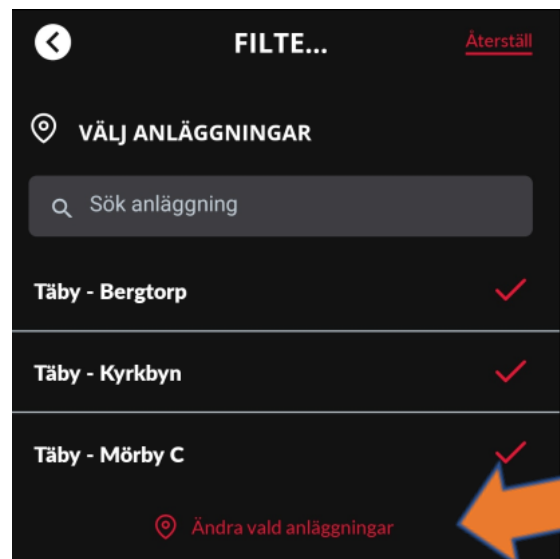 FILTE...
Återställ
VÄLJ ANLÄGGNINGAR
Sök anläggning
Täby - Bergtorp
Täby - Kyrkbyn
Täby - Mörby C
Ändra vald anläggningar